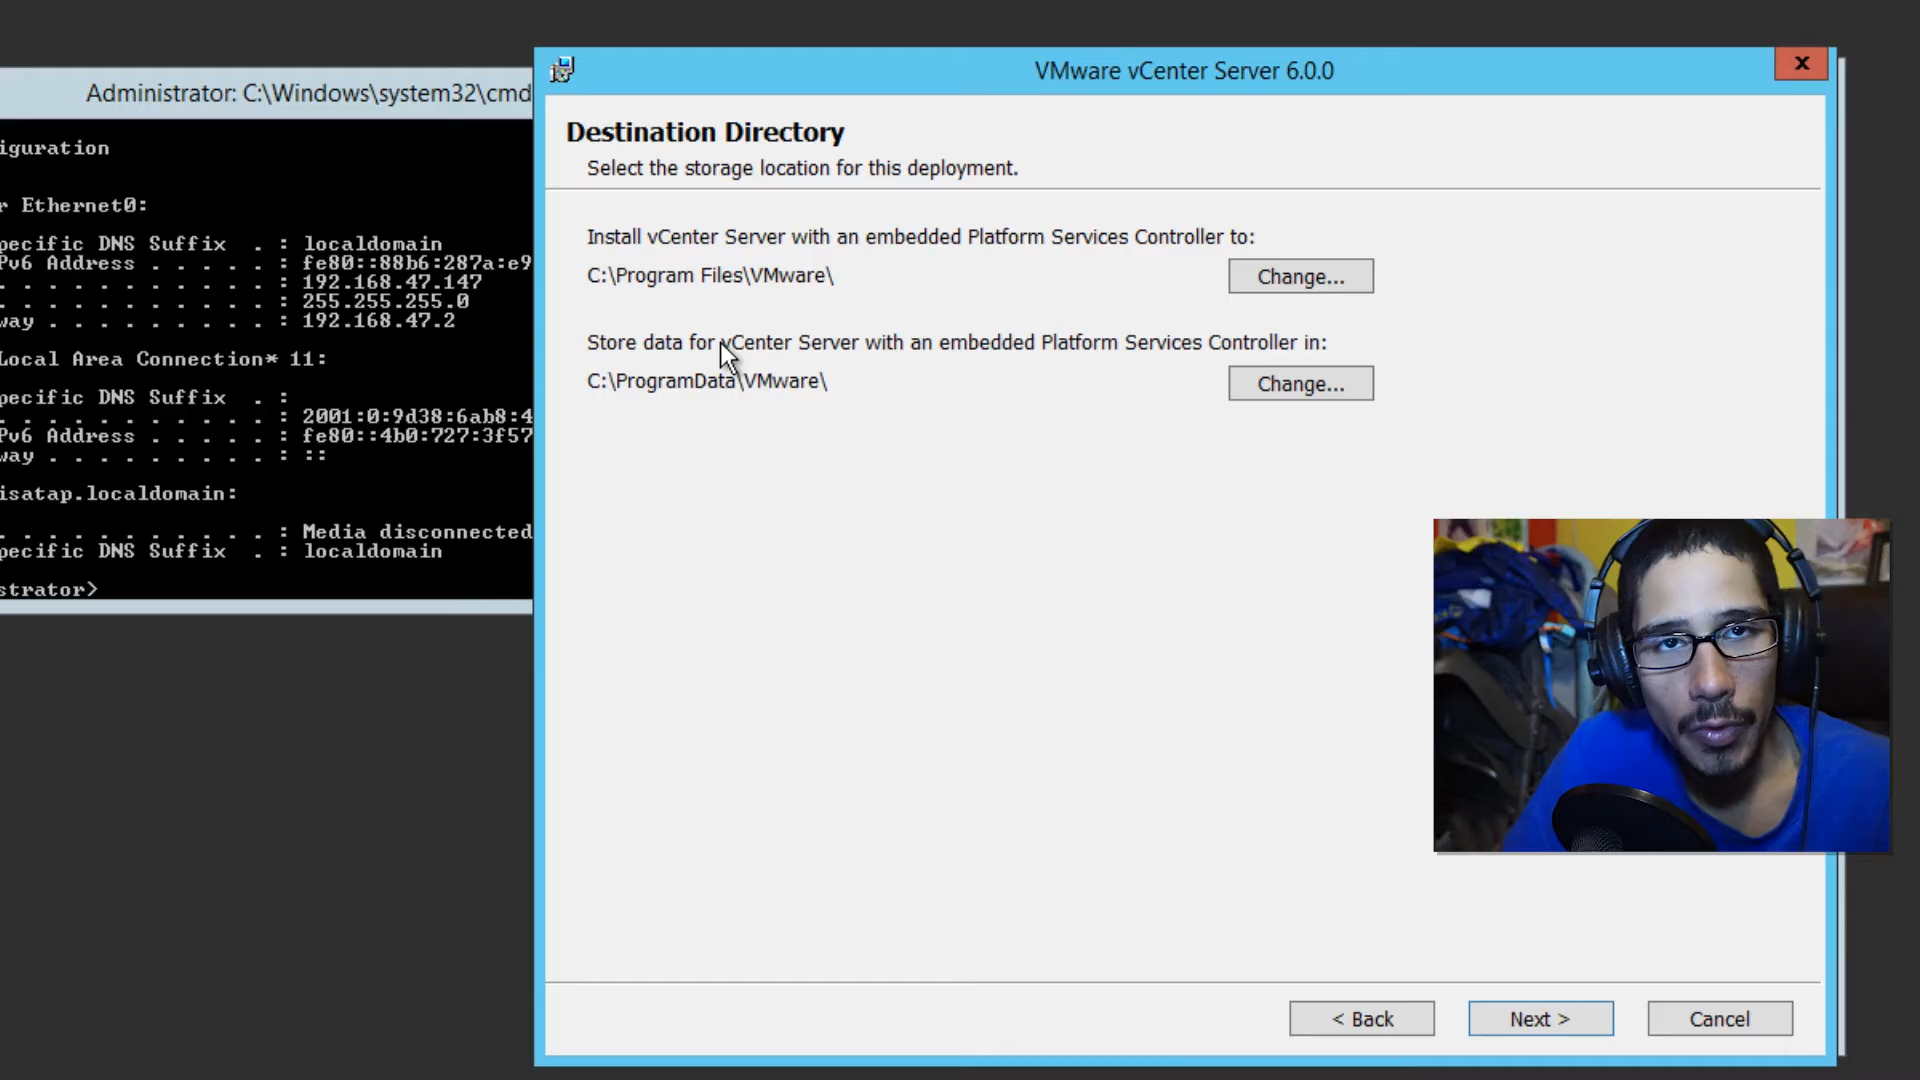 Administrator: C:\Windows\system32\cmd
iguration
r Ethernet0:
pecific DNS Suffix . : localdomain
Pv6 Address . . . . . : fe80::88b6:287a:e9
. . . . . . . . . . . : 192.168.47.147
. . . . . . . . . . . : 255.255.255.0
way . . . . . . . . . : 192.168.47.2
Local Area Connection* 11:
pecific DNS Suffix . :
. . . . . . . . . . . : 2001:0:9d38:6ab8:4
Pv6 Address . . . . . : fe80::4b0:727:3f57
way . . . . . . . . . : ::
isatap.localdomain:
. . . . . . . . . . . : Media disconnected
pecific DNS Suffix . : localdomain
strator>
VMware vCenter Server 6.0.0
x
Destination Directory
Select the storage location for this deployment.
Install vCenter Server with an embedded Platform Services Controller to:
C:\Program Files\VMware\
Change...
Store data for vCenter Server with an embedded Platform Services Controller in:
C:\ProgramData\VMware\
Change...
< Back
Next >
Cancel